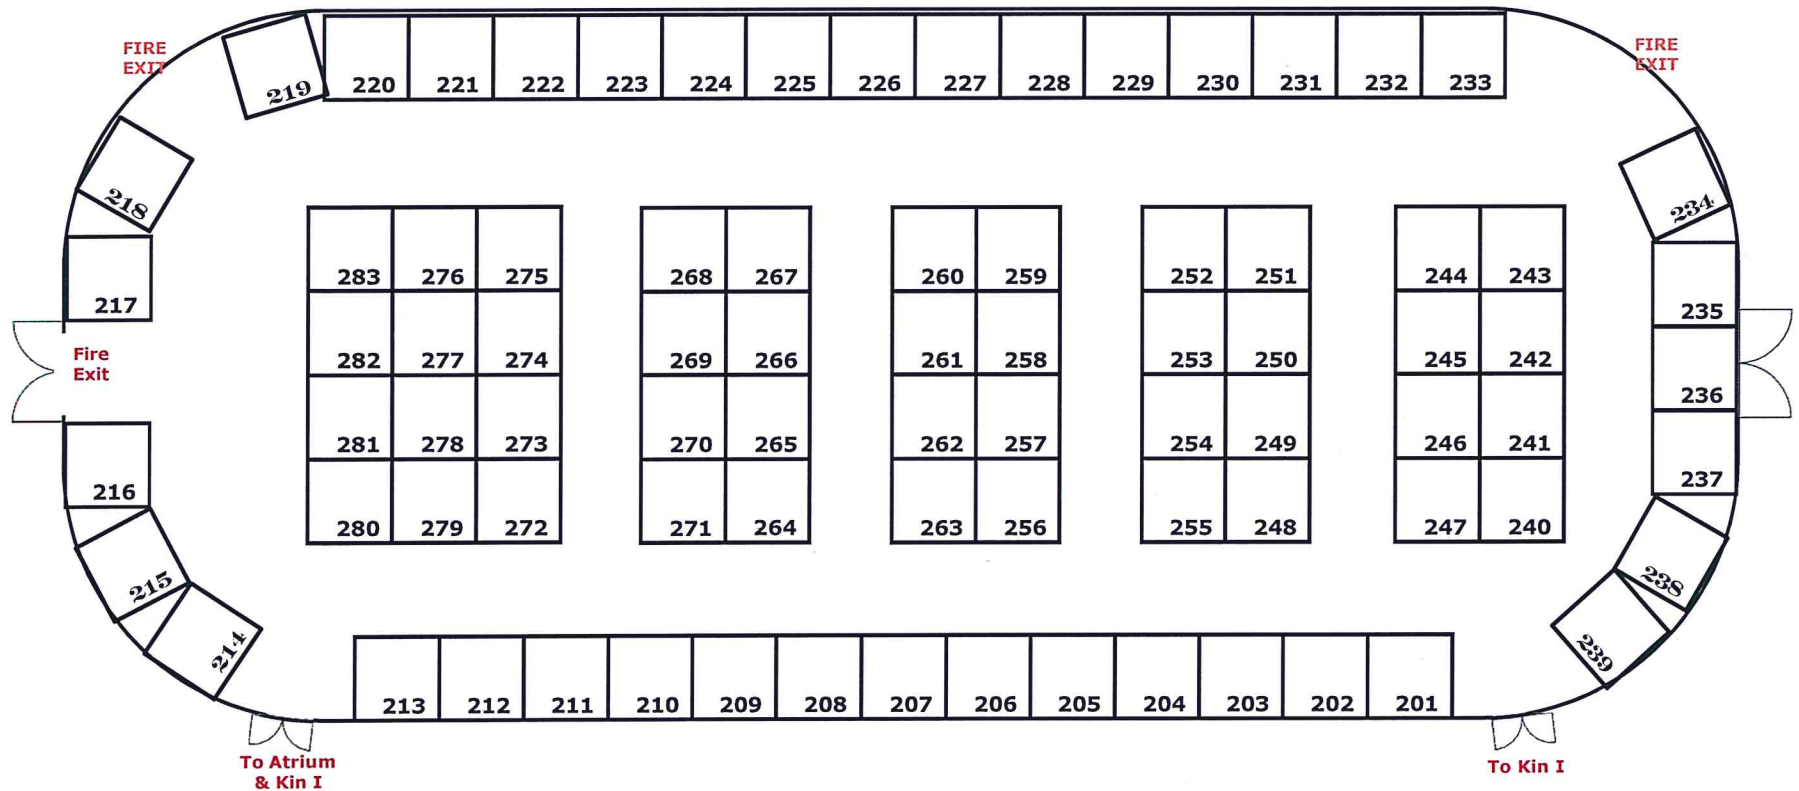 FIRE
EXIT
FIRE
EXIT
219
220 221 222 223 224 225 226 227 228 229 230 231 232 233
218
234
217
283 276 275 268 267 260 259 252 251 244 243
235
Fire
Exit
282 277 274 269 266 261 258 253 250 245 242
236
281 278 273 270 265 262 257 254 249 246 241
237
216
280 279 272 271 264 263 256 255 248 247 240
215
238
214
239
213 212 211 210 209 208 207 206 205 204 203 202 201
To Atrium
& Kin I
To Kin I